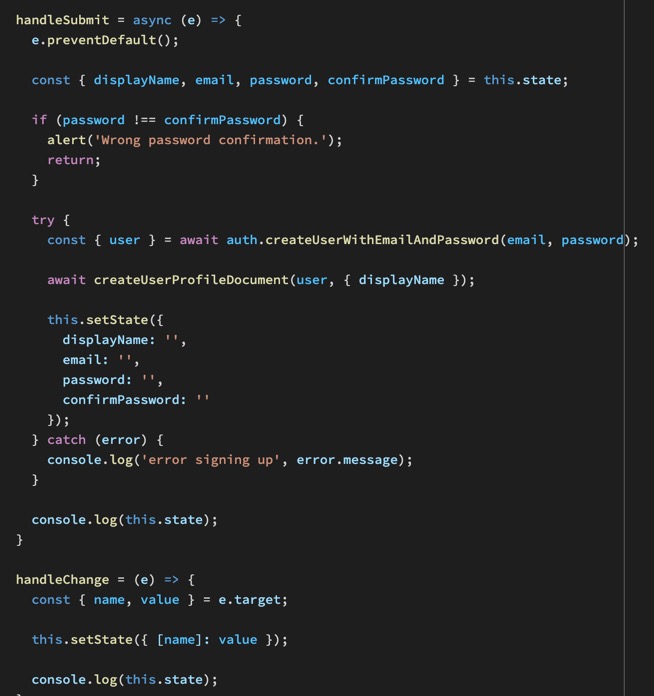 handleSubmit = async (e) => {
e.preventDefault();
const { displayName, email, password, confirmPassword } = this.state;
if (password !== confirmPassword) {
alert('Wrong password confirmation.');
return;
}
try {
const { user } = await auth.createUserWithEmailAndPassword(email, password);
await createUserProfileDocument(user, { displayName });
this.setState({
displayName: '',
email: '',
password: '',
confirmPassword: ''
});
} catch (error) {
console.log('error signing up', error.message);
}
console.log(this.state);
}
handleChange = (e) => {
const { name, value } = e.target;
this.setState({ [name]: value });
console.log(this.state);